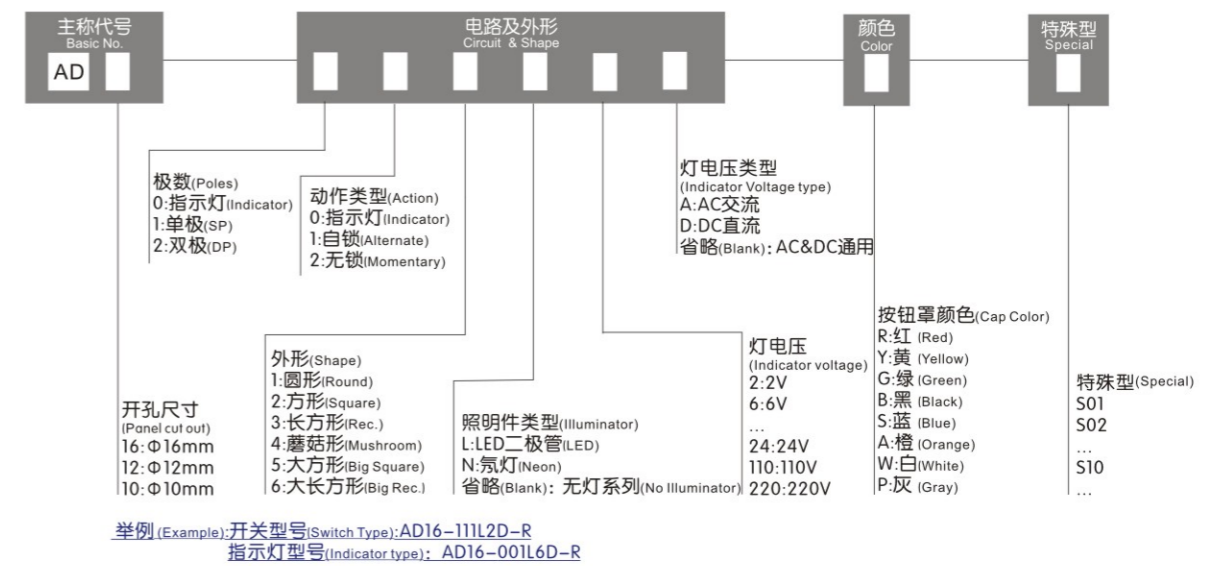 主称代号
Basic No.
AD
电路及外形
Circuit & Shape
颜色
Color
特殊型
Special
极数(Poles)
0:指示灯(Indicator)
1:单极(SP)
2:双极(DP)
动作类型(Action)
0:指示灯(Indicator)
1:自锁(Alternate)
2:无锁(Momentary)
灯电压类型
(Indicator Voltage type)
A:AC交流
D:DC直流
省略(Blank): AC&DC通用
开孔尺寸
(Panel cut out)
16:Φ16mm
12:Φ12mm
10:Φ10mm
外形(Shape)
1:圆形(Round)
2:方形(Square)
3:长方形(Rec.)
4:蘑菇形(Mushroom)
5:大方形(Big Square)
6:大长方形(Big Rec.)
照明件类型(Illuminator)
L:LED二极管(LED)
N:氖灯(Neon)
省略(Blank): 无灯系列(No Illuminator)
灯电压
(Indicator voltage)
2:2V
6:6V
...
24:24V
110:110V
220:220V
按钮罩颜色(Cap Color)
R:红 (Red)
Y:黄 (Yellow)
G:绿 (Green)
B:黑 (Black)
S:蓝 (Blue)
A:橙 (Orange)
W:白(White)
P:灰 (Gray)
特殊型(Special)
S01
S02
...
S10
...
举例(Example):开关型号(Switch Type):AD16-111L2D-R
指示灯型号(Indicator type): AD16-001L6D-R